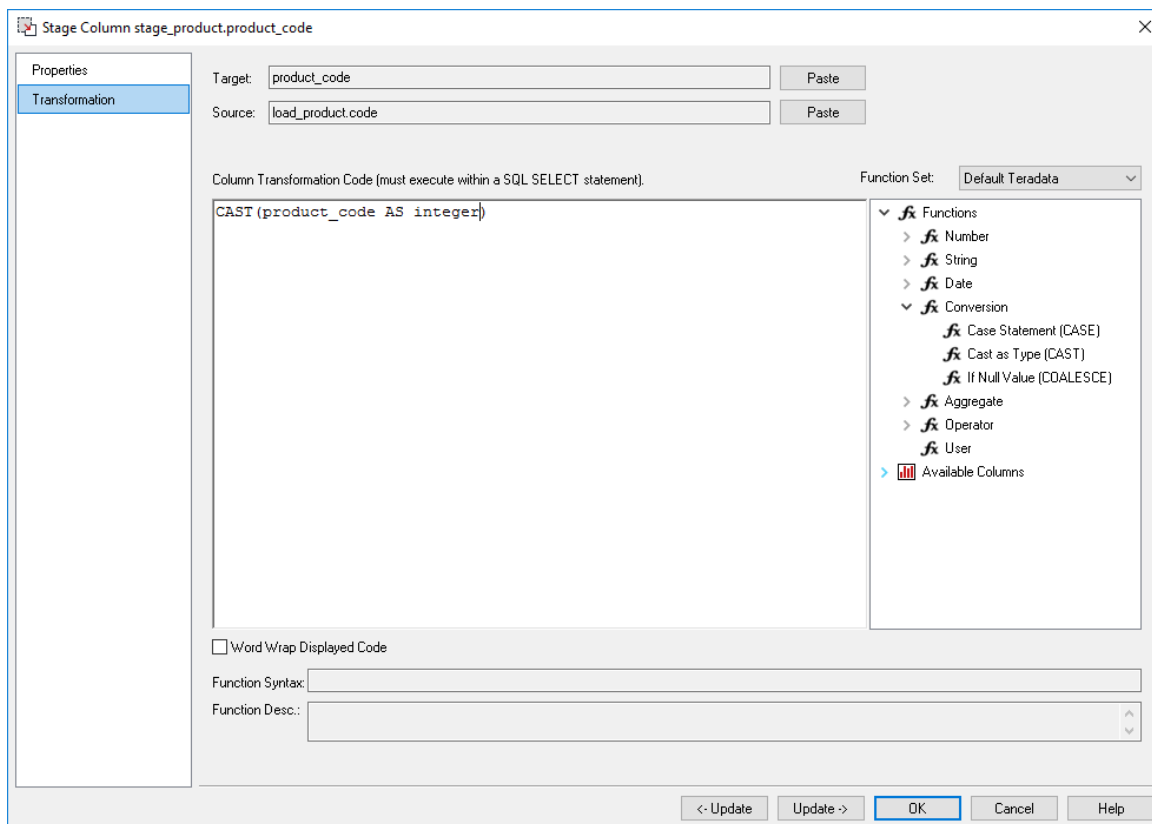 Stage Column stage_product.product_code
Properties
Transformation
Target: product_code Paste
Source: load_product.code Paste
Column Transformation Code (must execute within a SQL SELECT statement). Function Set: Default Teradata
CAST(product_code AS integer)
Functions
Number
String
Date
Conversion
Case Statement (CASE)
Cast as Type (CAST)
If Null Value (COALESCE)
Aggregate
Operator
User
Available Columns
Word Wrap Displayed Code
Function Syntax:
Function Desc.:
<- Update Update -> OK Cancel Help